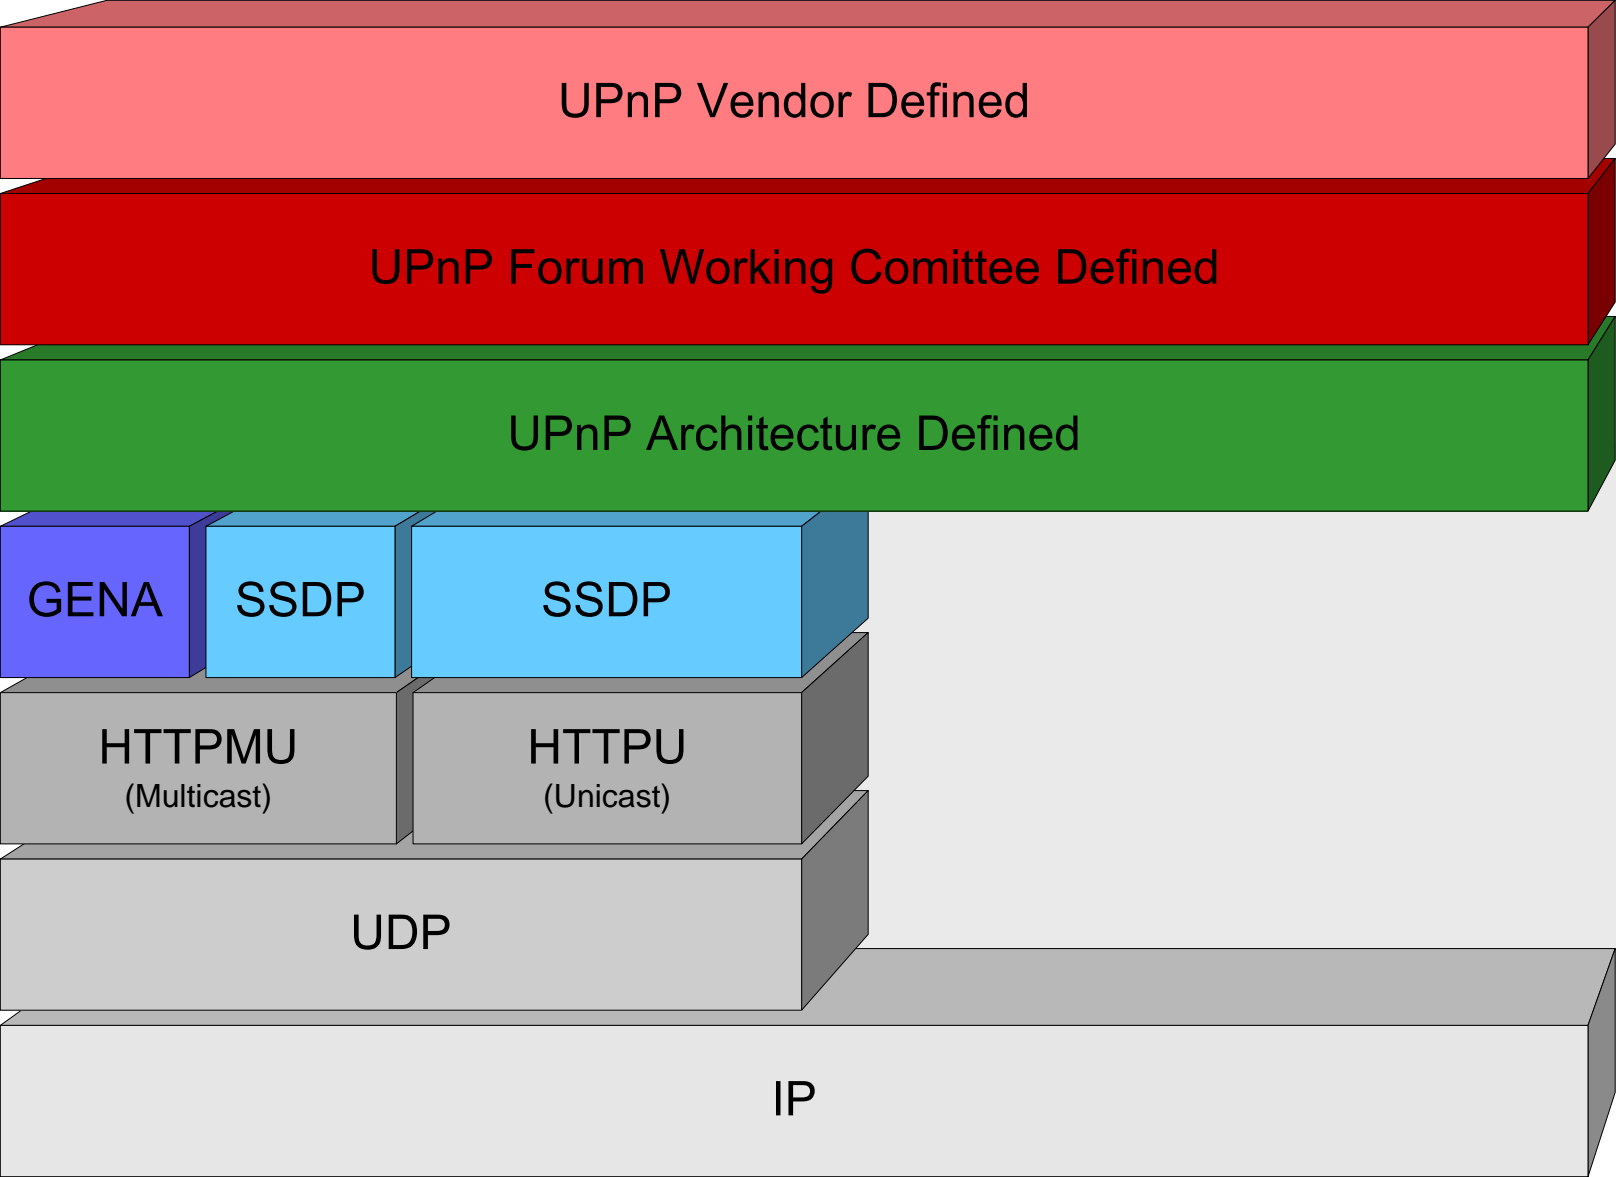 UPnP Vendor Defined
UPnP Forum Working Comittee Defined
UPnP Architecture Defined
GENA
SSDP
SSDP
HTTPMU
(Multicast)
HTTPU
(Unicast)
UDP
IP